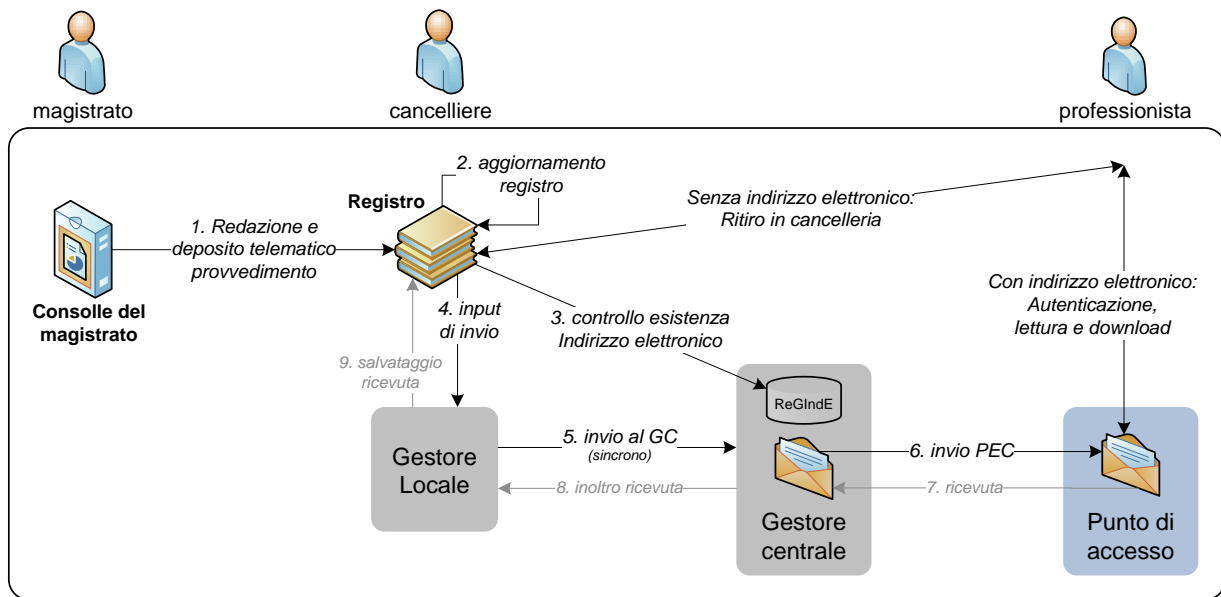 magistrato
cancelliere
professionista
2. aggiornamento
registro
Registro
1. Redazione e
deposito telematico
provvedimento
Senza indirizzo elettronico:
Ritiro in cancelleria
Consolle del
magistrato
4. input
di invio
3. controllo esistenza
Indirizzo elettronico
Con indirizzo elettronico:
Autenticazione,
lettura e download
9. salvataggio
ricevuta
ReGIndE
Gestore
Locale
5. invio al GC
(sincrono)
6. invio PEC
8. inoltro ricevuta
7. ricevuta
Gestore
centrale
Punto di
accesso